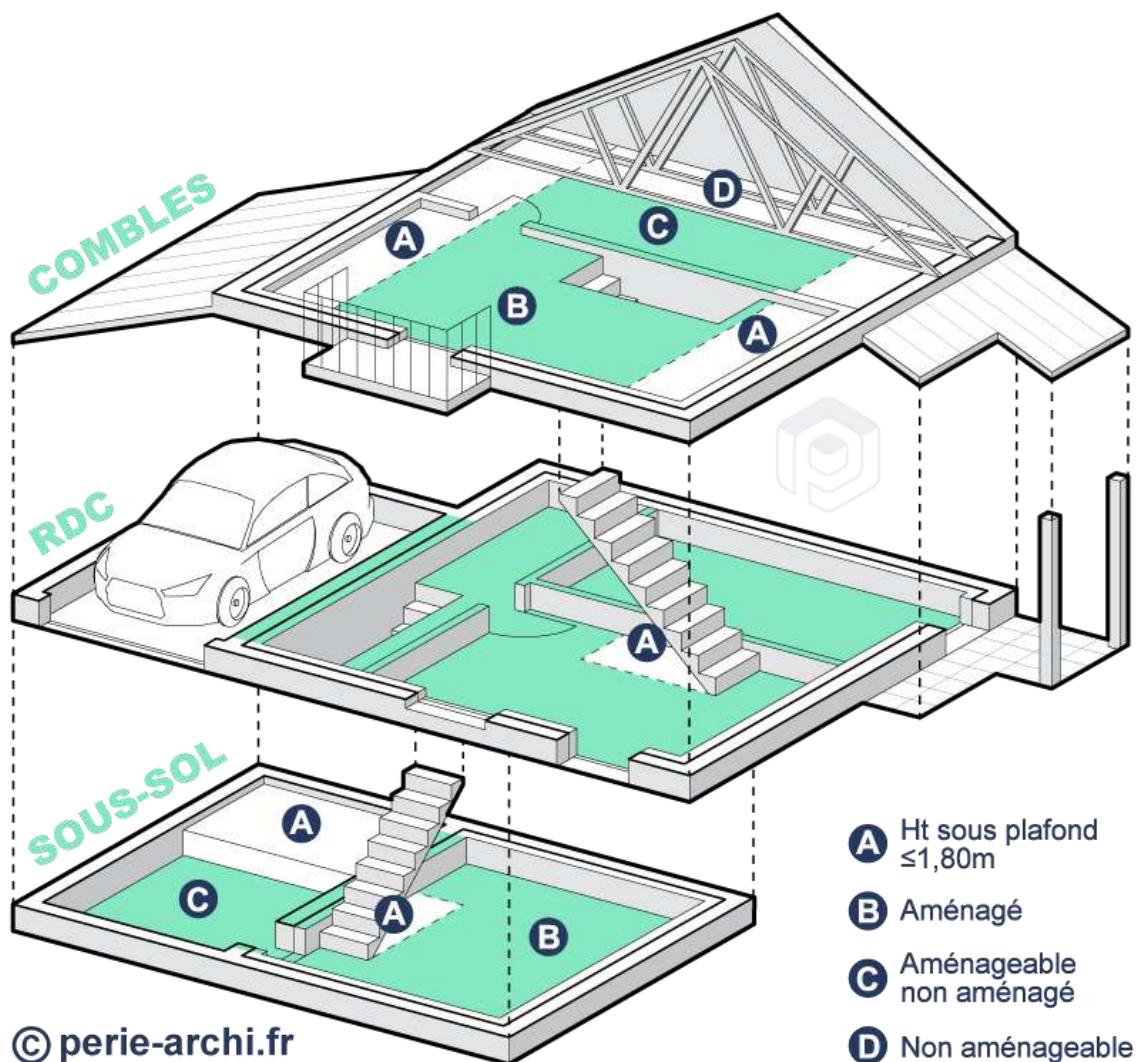 COMBLES
D
C
A
B
A
RDC
A
SOUS-SOL
A
C
A
B
A Ht sous plafond
≤1,80m
B Aménagé
C Aménageable
non aménagé
D Non aménageable
© perie-archi.fr